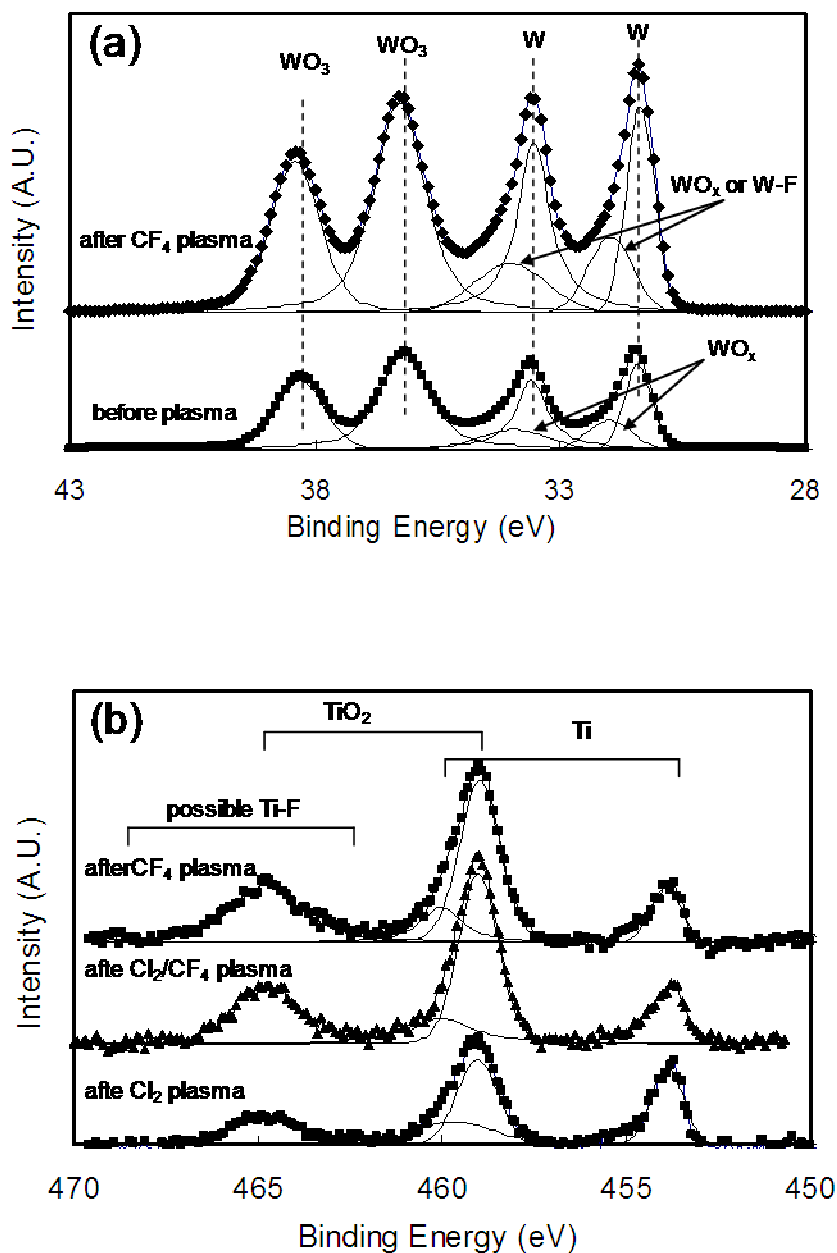 (a)
WO3
WO3
W
W
WOx or W-F
after CF4 plasma
WOx
before plasma
Intensity (A.U.)
43
38
33
28
Binding Energy (eV)
(b)
TiO2
Ti
possible Ti-F
afterCF4 plasma
afte Cl2/CF4 plasma
afte Cl2 plasma
Intensity (A.U.)
470
465
460
455
450
Binding Energy (eV)